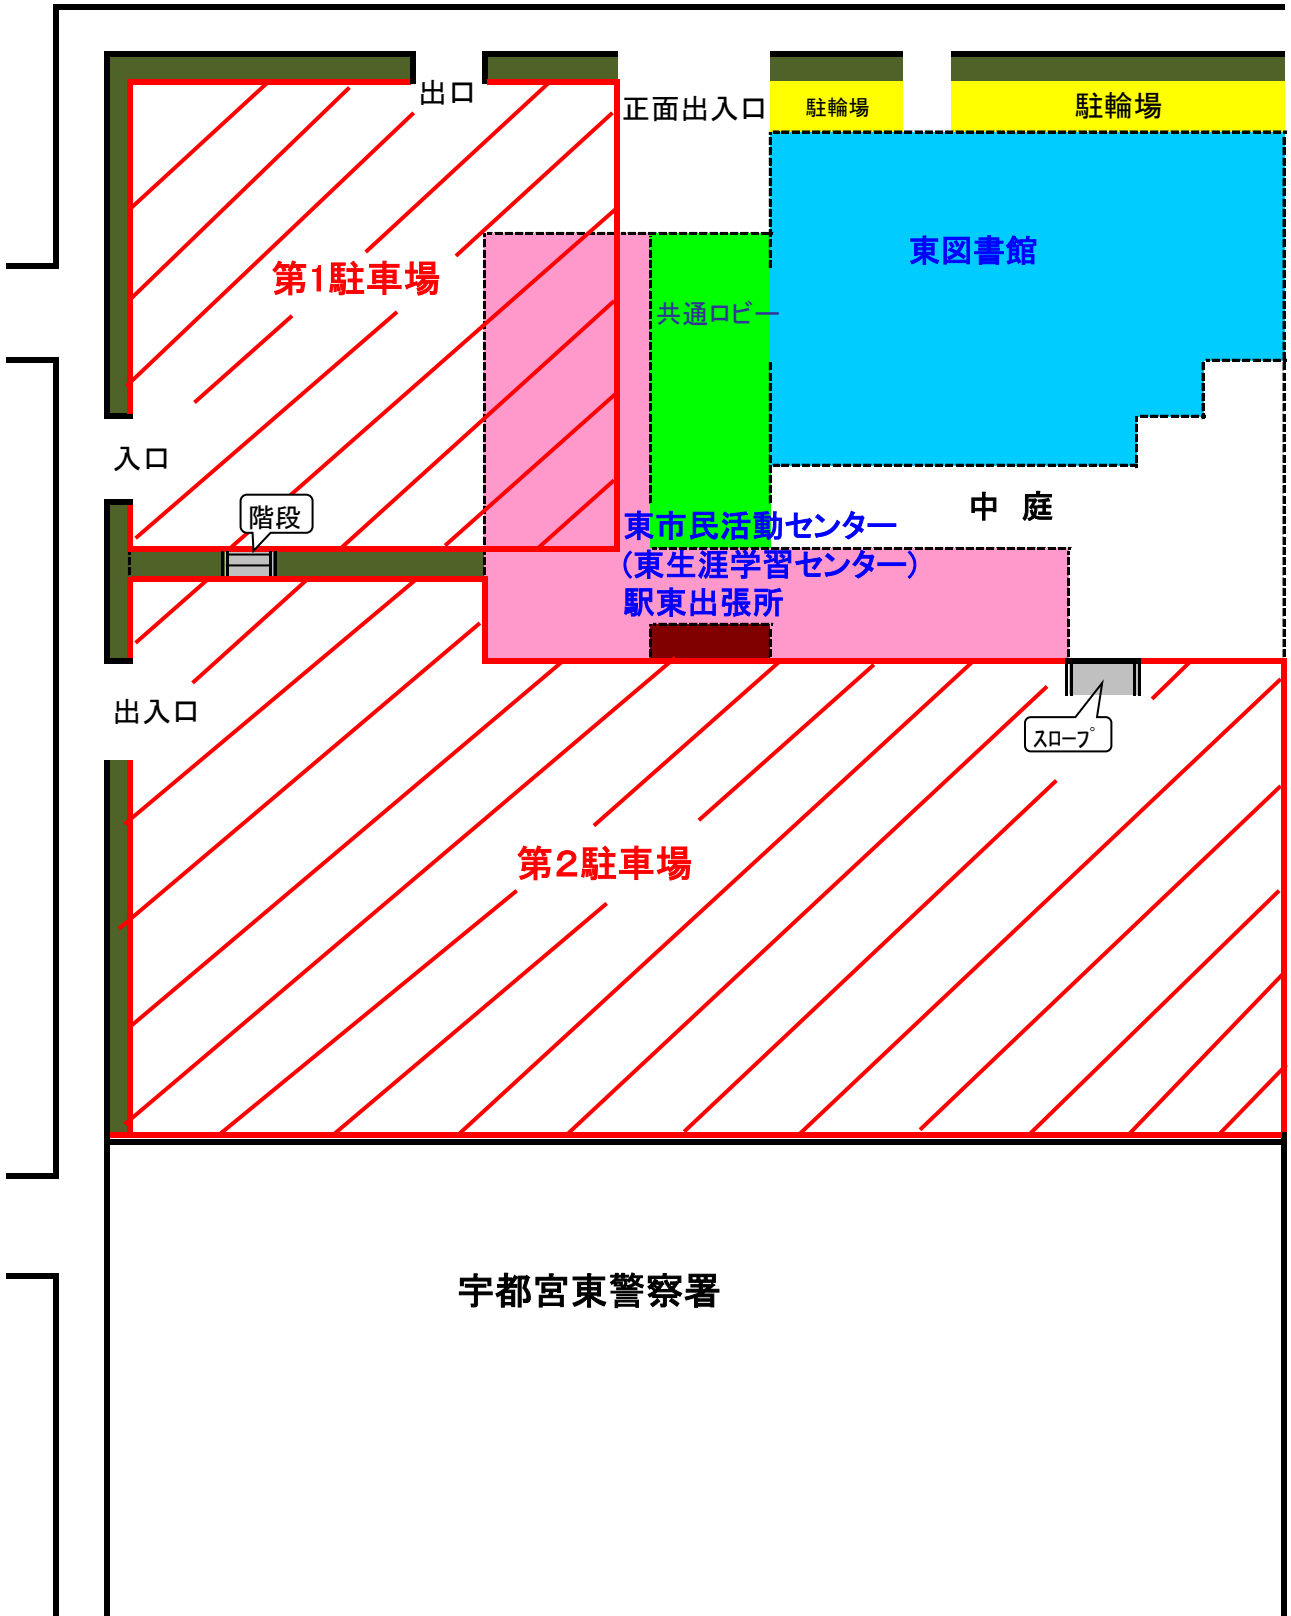 出口
正面出入口
駐輪場
駐輪場
東図書館
第1駐車場
共通ロビー
入口
階段
中 庭
東市民活動センター
(東生涯学習センター)
駅東出張所
出入口
スロープ
第2駐車場
宇都宮東警察署